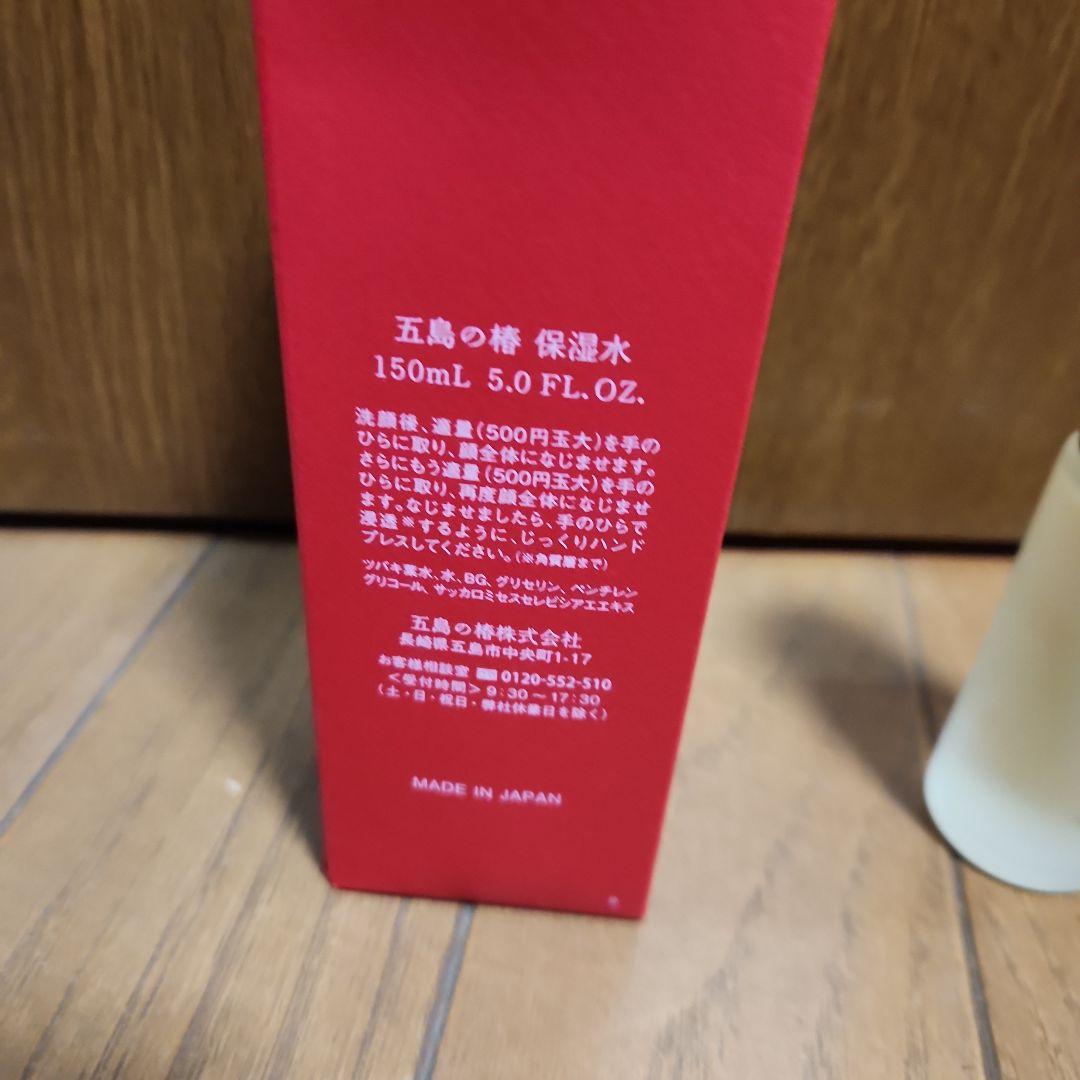 五島の椿 保湿水
150mL 5.0 FL.OZ.
洗顔後、適量(500円玉大)を手の
ひらに取り、顔全体になじませます。
さらにもう適量(500円玉大)を手の
ひらに取り、再度顔全体になじませ
ます。なじませましたら、手のひらで
浸透※するように、じっくりハンド
プレスしてください。(※角質層まで)
ツバキ葉水、水、BG、グリセリン、ペンチレン
グリコール、サッカロミセスセレビシアエエキス
五島の椿株式会社
長崎県五島市中央町1-17
お客様相談室 0120-552-510
<受付時間> 9:30～17:30
(土・日・祝日・弊社休業日を除く)
MADE IN JAPAN